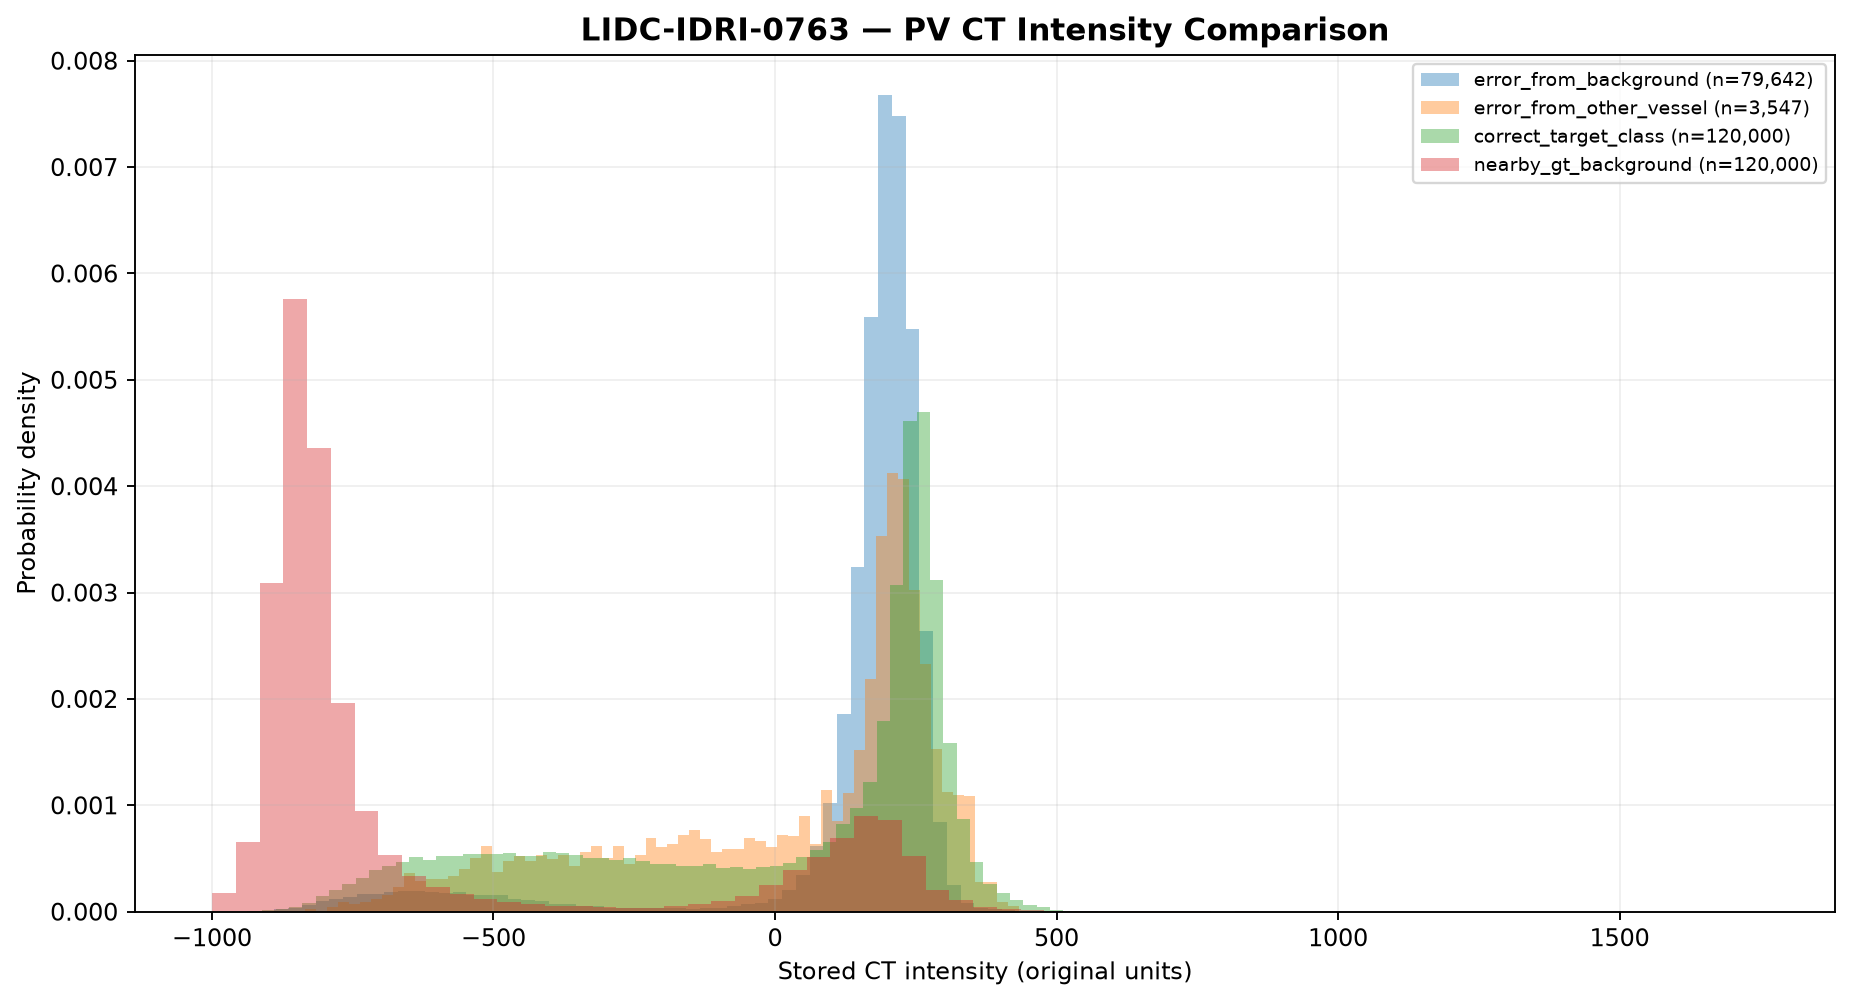 LIDC-IDRI-0763 — PV CT Intensity Comparison
error_from_background (n=79,642)
error_from_other_vessel (n=3,547)
correct_target_class (n=120,000)
nearby_gt_background (n=120,000)
0.008
0.007
0.006
0.005
0.004
0.003
0.002
0.001
0.000
Probability density
−1000
−500
0
500
1000
1500
Stored CT intensity (original units)